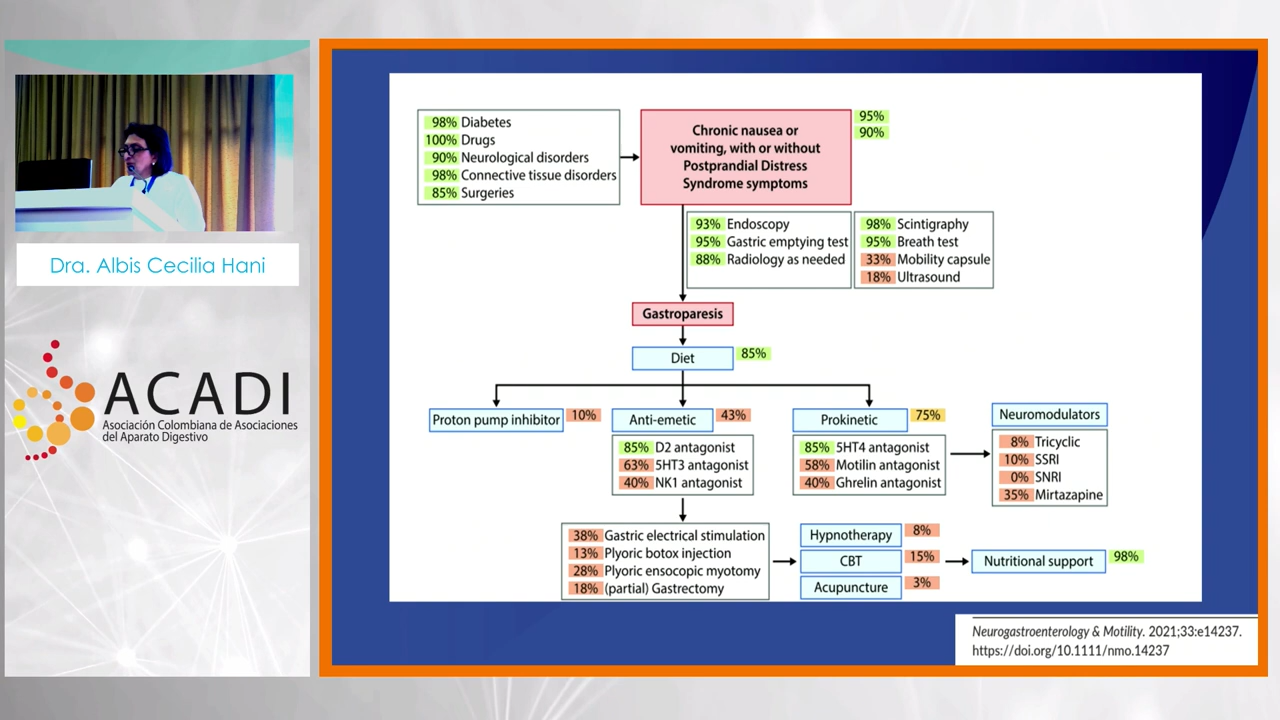 Dra. Albis Cecilia Hani
ACADI
Asociación Colombiana de Asociaciones
del Aparato Digestivo
98% Diabetes
100% Drugs
90% Neurological disorders
98% Connective tissue disorders
85% Surgeries
Chronic nausea or
vomiting, with or without
Postprandial Distress
Syndrome symptoms
95%
90%
93% Endoscopy
95% Gastric emptying test
88% Radiology as needed
98% Scintigraphy
95% Breath test
33% Mobility capsule
18% Ultrasound
Gastroparesis
Diet 85%
Proton pump inhibitor 10%
Anti-emetic 43%
85% D2 antagonist
63% 5HT3 antagonist
40% NK1 antagonist
Prokinetic 75%
85% 5HT4 antagonist
58% Motilin antagonist
40% Ghrelin antagonist
Neuromodulators
8% Tricyclic
10% SSRI
0% SNRI
35% Mirtazapine
38% Gastric electrical stimulation
13% Plyoric botox injection
28% Plyoric ensocopic myotomy
18% (partial) Gastrectomy
Hypnotherapy 8%
CBT 15%
Acupuncture 3%
Nutritional support 98%
Neurogastroenterology & Motility. 2021;33:e14237.
https://doi.org/10.1111/nmo.14237